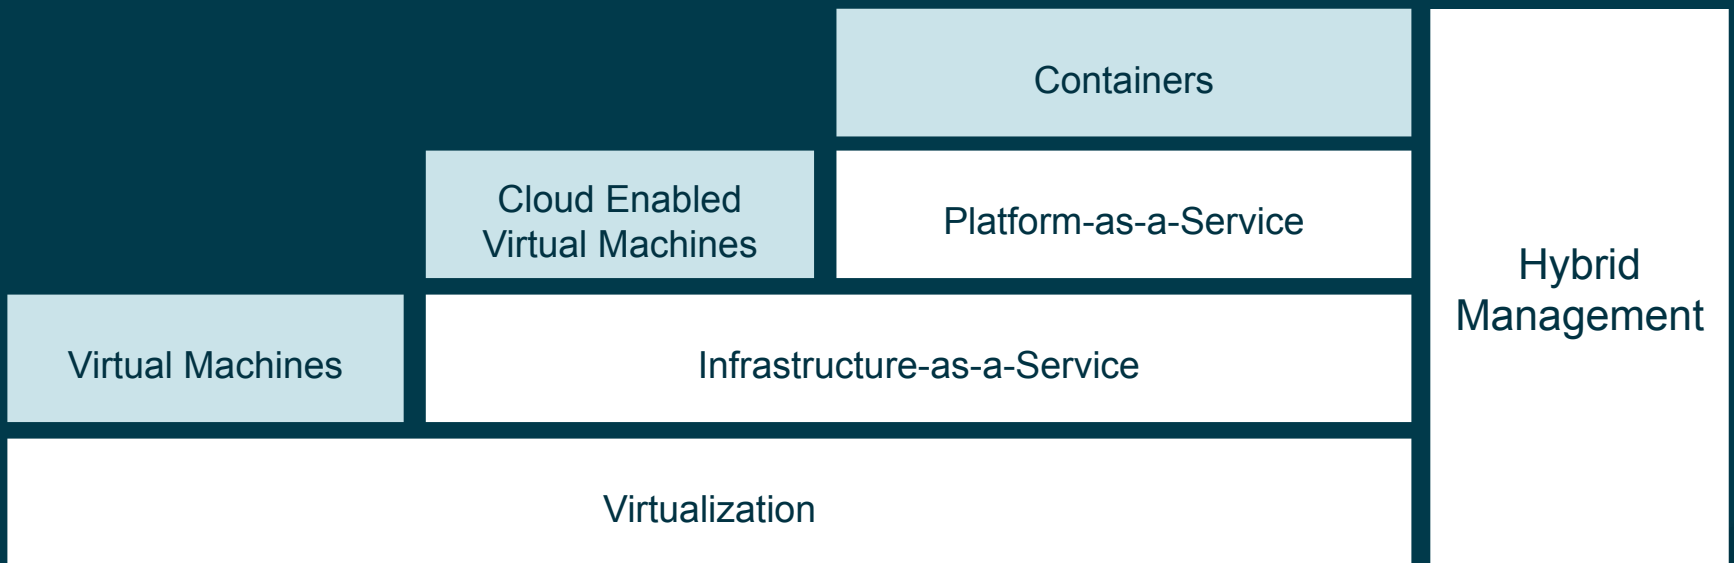 Containers
Cloud Enabled
Virtual Machines
Platform-as-a-Service
Hybrid
Management
Virtual Machines
Infrastructure-as-a-Service
Virtualization